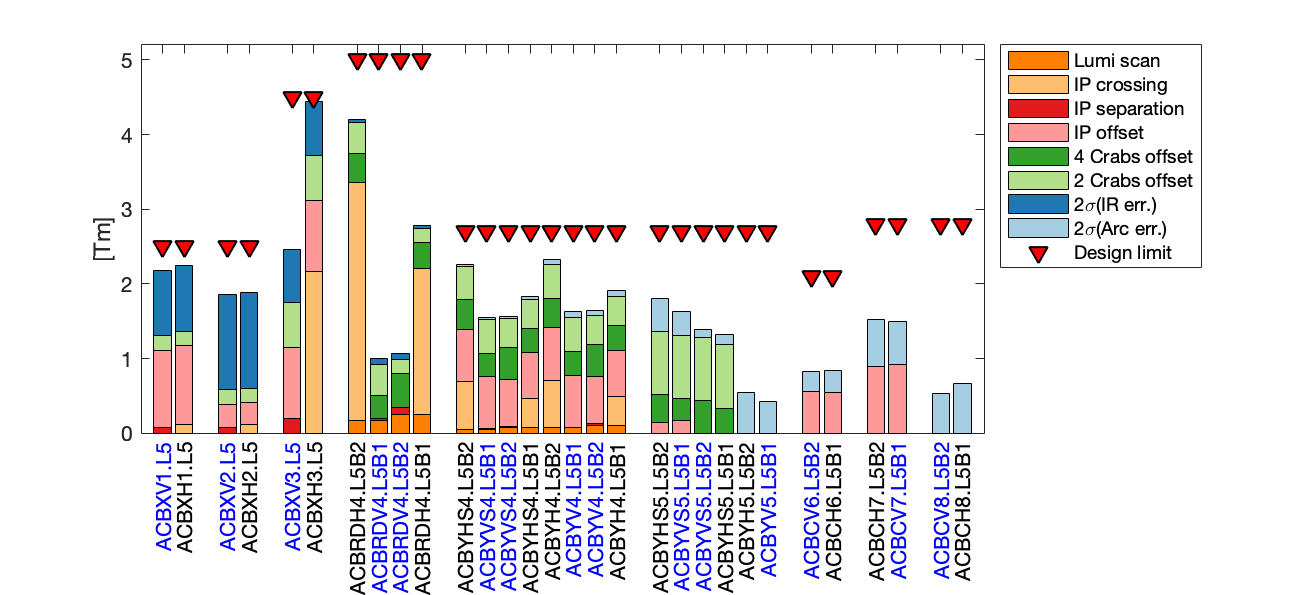 5
4
3
2
1
0
[Tm]
Lumi scan
IP crossing
IP separation
IP offset
4 Crabs offset
2 Crabs offset
2σ(IR err.)
2σ(Arc err.)
Design limit
ACBXV1.L5
ACBXH1.L5
ACBXV2.L5
ACBXH2.L5
ACBXV3.L5
ACBXH3.L5
ACBRDH4.L5B2
ACBRDV4.L5B1
ACBRDV4.L5B2
ACBRDH4.L5B1
ACBYHS4.L5B2
ACBYVS4.L5B1
ACBYVS4.L5B2
ACBYHS4.L5B1
ACBYH4.L5B2
ACBYV4.L5B1
ACBYV4.L5B2
ACBYH4.L5B1
ACBYHS5.L5B2
ACBYVS5.L5B1
ACBYVS5.L5B2
ACBYHS5.L5B1
ACBYH5.L5B2
ACBYV5.L5B1
ACBCV6.L5B2
ACBCH6.L5B1
ACBCH7.L5B2
ACBCV7.L5B1
ACBCV8.L5B2
ACBCH8.L5B1